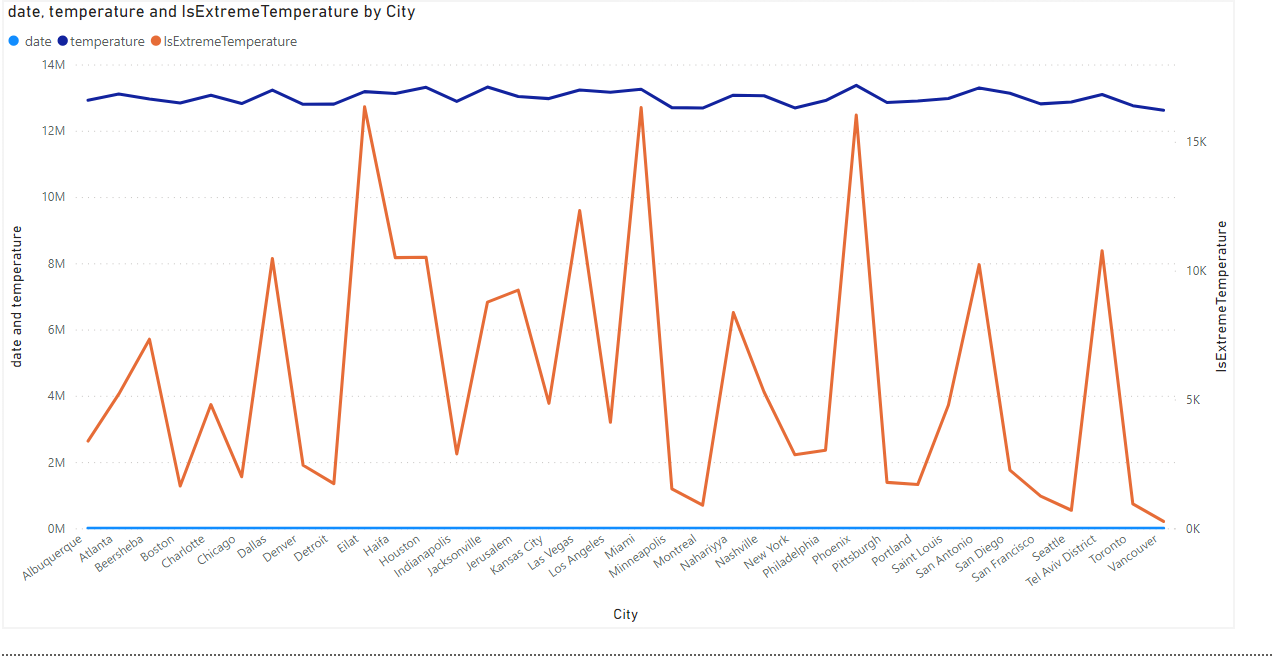 date, temperature and IsExtremeTemperature by City
date temperature IsExtremeTemperature
14M
12M
10M
8M
6M
4M
2M
0M
date and temperature
15K
10K
5K
0K
IsExtremeTemperature
Albuquerque
Atlanta
Beersheba
Boston
Charlotte
Chicago
Dallas
Denver
Detroit
Eilat
Haifa
Houston
Indianapolis
Jacksonville
Jerusalem
Kansas City
Las Vegas
Los Angeles
Miami
Minneapolis
Montreal
Nahariyya
Nashville
New York
Philadelphia
Phoenix
Pittsburgh
Portland
Saint Louis
San Antonio
San Diego
San Francisco
Seattle
Tel Aviv District
Toronto
Vancouver
City